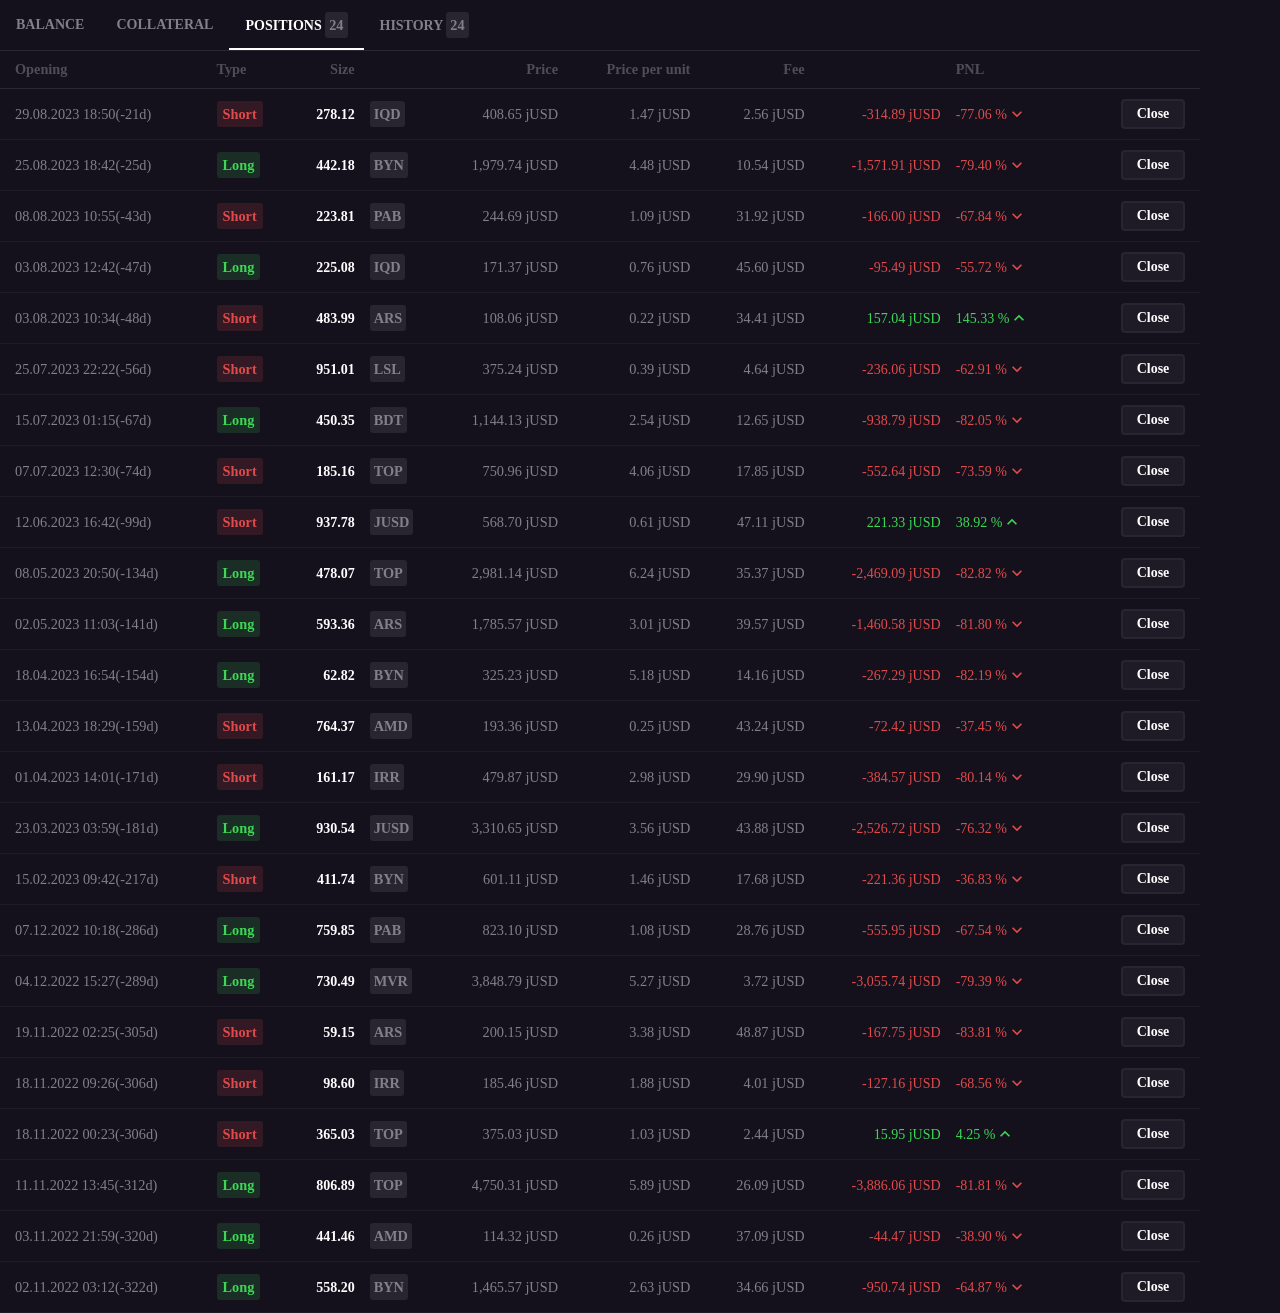 BALANCE COLLATERAL POSITIONS 24 HISTORY 24
Opening Type Size Price Price per unit Fee PNL
29.08.2023 18:50(-21d) Short 278.12 IQD 408.65 jUSD 1.47 jUSD 2.56 jUSD -314.89 jUSD -77.06 % Close
25.08.2023 18:42(-25d) Long 442.18 BYN 1,979.74 jUSD 4.48 jUSD 10.54 jUSD -1,571.91 jUSD -79.40 % Close
08.08.2023 10:55(-43d) Short 223.81 PAB 244.69 jUSD 1.09 jUSD 31.92 jUSD -166.00 jUSD -67.84 % Close
03.08.2023 12:42(-47d) Long 225.08 IQD 171.37 jUSD 0.76 jUSD 45.60 jUSD -95.49 jUSD -55.72 % Close
03.08.2023 10:34(-48d) Short 483.99 ARS 108.06 jUSD 0.22 jUSD 34.41 jUSD 157.04 jUSD 145.33 % Close
25.07.2023 22:22(-56d) Short 951.01 LSL 375.24 jUSD 0.39 jUSD 4.64 jUSD -236.06 jUSD -62.91 % Close
15.07.2023 01:15(-67d) Long 450.35 BDT 1,144.13 jUSD 2.54 jUSD 12.65 jUSD -938.79 jUSD -82.05 % Close
07.07.2023 12:30(-74d) Short 185.16 TOP 750.96 jUSD 4.06 jUSD 17.85 jUSD -552.64 jUSD -73.59 % Close
12.06.2023 16:42(-99d) Short 937.78 JUSD 568.70 jUSD 0.61 jUSD 47.11 jUSD 221.33 jUSD 38.92 % Close
08.05.2023 20:50(-134d) Long 478.07 TOP 2,981.14 jUSD 6.24 jUSD 35.37 jUSD -2,469.09 jUSD -82.82 % Close
02.05.2023 11:03(-141d) Long 593.36 ARS 1,785.57 jUSD 3.01 jUSD 39.57 jUSD -1,460.58 jUSD -81.80 % Close
18.04.2023 16:54(-154d) Long 62.82 BYN 325.23 jUSD 5.18 jUSD 14.16 jUSD -267.29 jUSD -82.19 % Close
13.04.2023 18:29(-159d) Short 764.37 AMD 193.36 jUSD 0.25 jUSD 43.24 jUSD -72.42 jUSD -37.45 % Close
01.04.2023 14:01(-171d) Short 161.17 IRR 479.87 jUSD 2.98 jUSD 29.90 jUSD -384.57 jUSD -80.14 % Close
23.03.2023 03:59(-181d) Long 930.54 JUSD 3,310.65 jUSD 3.56 jUSD 43.88 jUSD -2,526.72 jUSD -76.32 % Close
15.02.2023 09:42(-217d) Short 411.74 BYN 601.11 jUSD 1.46 jUSD 17.68 jUSD -221.36 jUSD -36.83 % Close
07.12.2022 10:18(-286d) Long 759.85 PAB 823.10 jUSD 1.08 jUSD 28.76 jUSD -555.95 jUSD -67.54 % Close
04.12.2022 15:27(-289d) Long 730.49 MVR 3,848.79 jUSD 5.27 jUSD 3.72 jUSD -3,055.74 jUSD -79.39 % Close
19.11.2022 02:25(-305d) Short 59.15 ARS 200.15 jUSD 3.38 jUSD 48.87 jUSD -167.75 jUSD -83.81 % Close
18.11.2022 09:26(-306d) Short 98.60 IRR 185.46 jUSD 1.88 jUSD 4.01 jUSD -127.16 jUSD -68.56 % Close
18.11.2022 00:23(-306d) Short 365.03 TOP 375.03 jUSD 1.03 jUSD 2.44 jUSD 15.95 jUSD 4.25 % Close
11.11.2022 13:45(-312d) Long 806.89 TOP 4,750.31 jUSD 5.89 jUSD 26.09 jUSD -3,886.06 jUSD -81.81 % Close
03.11.2022 21:59(-320d) Long 441.46 AMD 114.32 jUSD 0.26 jUSD 37.09 jUSD -44.47 jUSD -38.90 % Close
02.11.2022 03:12(-322d) Long 558.20 BYN 1,465.57 jUSD 2.63 jUSD 34.66 jUSD -950.74 jUSD -64.87 % Close